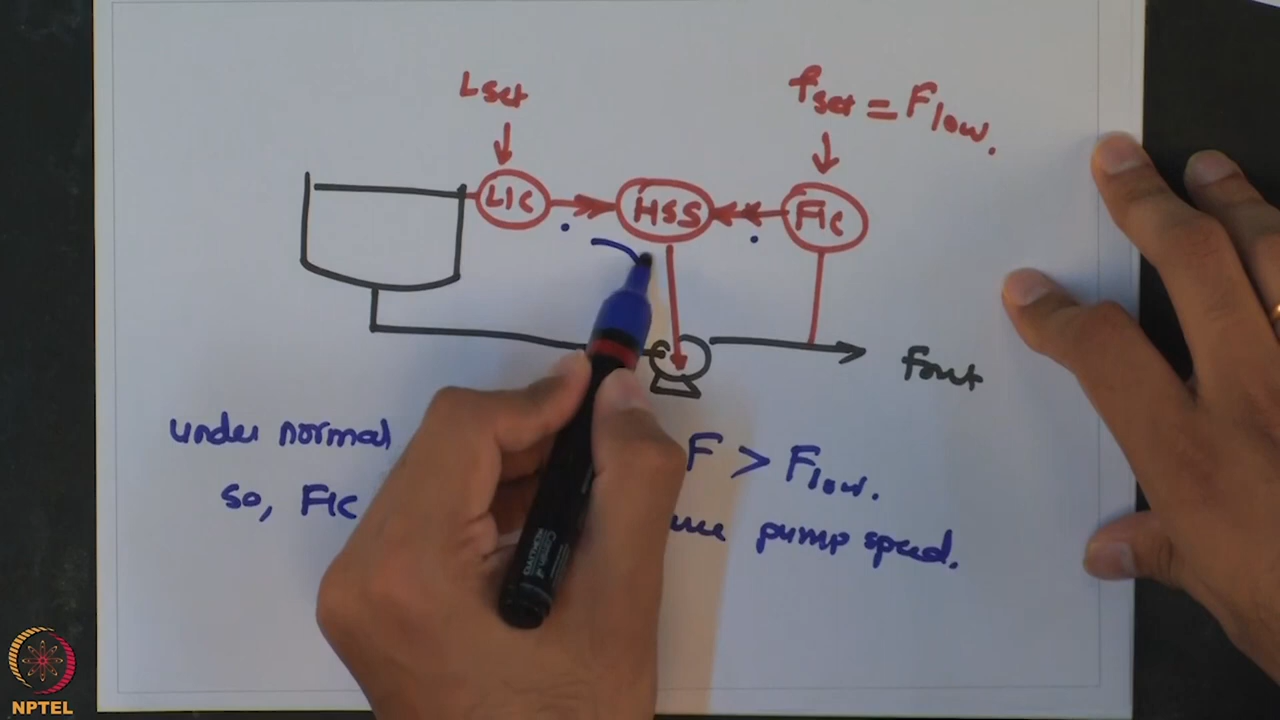 Lset
fset = Flow.
LIC
HSS
FIC
Fout
under normal
F > Flow.
so, FIC
pump speed.
NPTEL